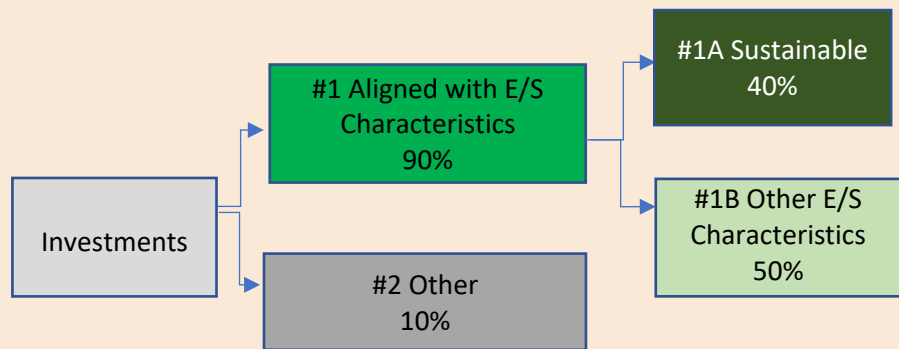 #1A Sustainable
40%
#1 Aligned with E/S
Characteristics
90%
#1B Other E/S
Characteristics
50%
Investments
#2 Other
10%